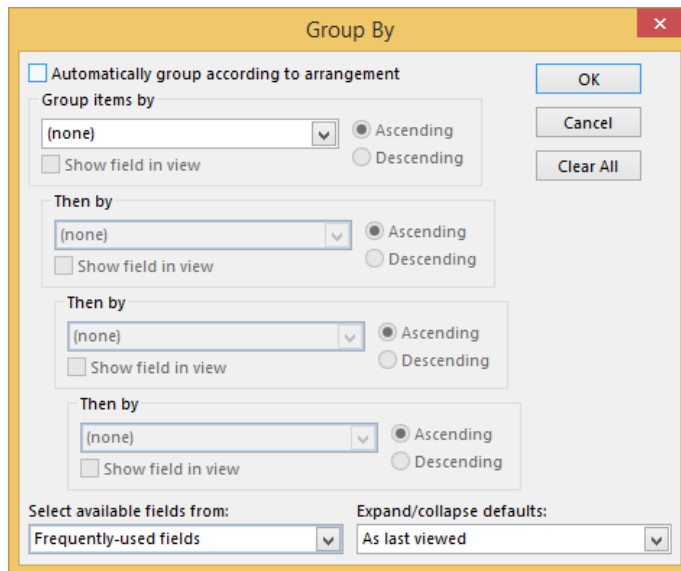 Group By
Automatically group according to arrangement
OK
Group items by
(none)
Ascending
Cancel
Show field in view
Descending
Clear All
Then by
(none)
Ascending
Show field in view
Descending
Then by
(none)
Ascending
Show field in view
Descending
Then by
(none)
Ascending
Show field in view
Descending
Select available fields from:
Expand/collapse defaults:
Frequently-used fields
As last viewed